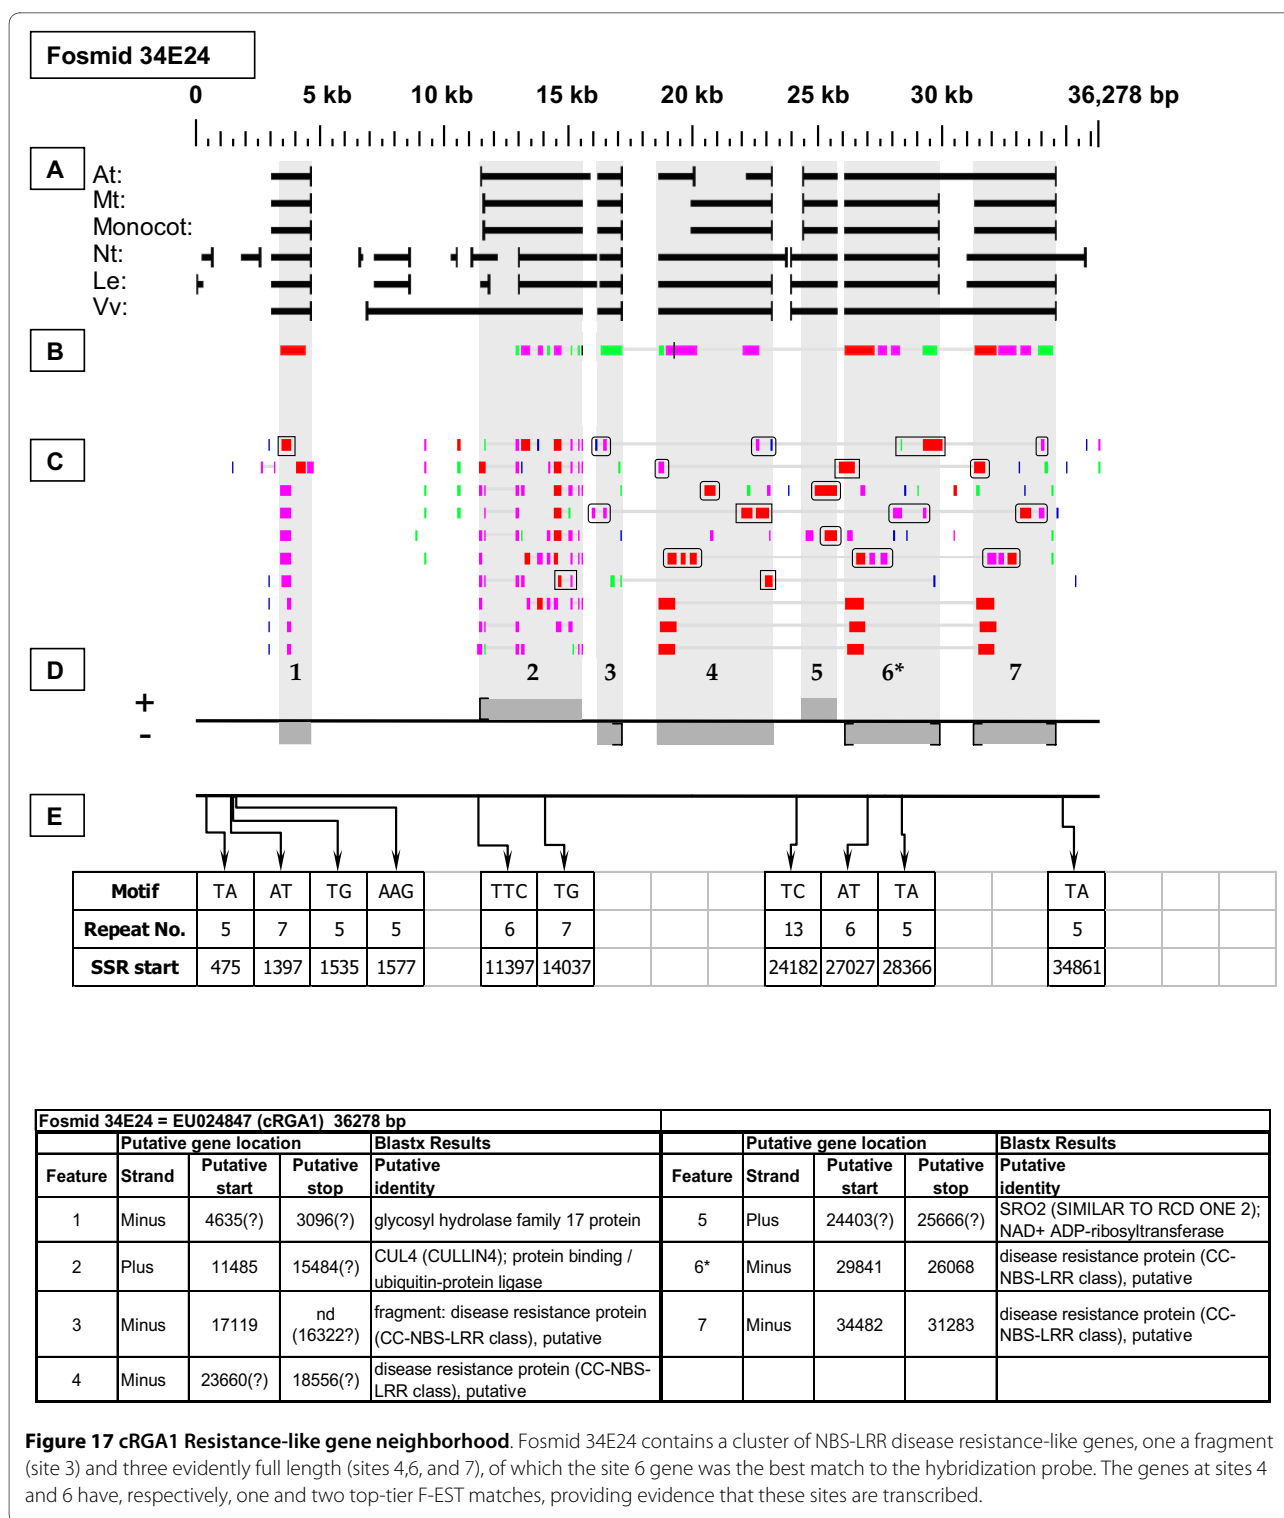 Fosmid 34E24
0 5 kb 10 kb 15 kb 20 kb 25 kb 30 kb 36,278 bp
A
At:
Mt:
Monocot:
Nt:
Le:
Vv:
B
C
D
1 2 3 4 5 6* 7
+
-
E
Motif TA AT TG AAG TTC TG TC AT TA TA
Repeat No. 5 7 5 5 6 7 13 6 5 5
SSR start 475 1397 1535 1577 11397 14037 24182 27027 28366 34861
Fosmid 34E24 = EU024847 (cRGA1) 36278 bp
Putative gene location Blastx Results Putative gene location Blastx Results
Feature Strand Putative start Putative stop Putative identity Feature Strand Putative start Putative stop Putative identity
1 Minus 4635(?) 3096(?) glycosyl hydrolase family 17 protein 5 Plus 24403(?) 25666(?) SRO2 (SIMILAR TO RCD ONE 2); NAD+ ADP-ribosyltransferase
2 Plus 11485 15484(?) CUL4 (CULLIN4); protein binding / ubiquitin-protein ligase 6* Minus 29841 26068 disease resistance protein (CC-NBS-LRR class), putative
3 Minus 17119 nd (16322?) fragment: disease resistance protein (CC-NBS-LRR class), putative 7 Minus 34482 31283 disease resistance protein (CC-NBS-LRR class), putative
4 Minus 23660(?) 18556(?) disease resistance protein (CC-NBS-LRR class), putative
Figure 17 cRGA1 Resistance-like gene neighborhood. Fosmid 34E24 contains a cluster of NBS-LRR disease resistance-like genes, one a fragment
(site 3) and three evidently full length (sites 4,6, and 7), of which the site 6 gene was the best match to the hybridization probe. The genes at sites 4
and 6 have, respectively, one and two top-tier F-EST matches, providing evidence that these sites are transcribed.